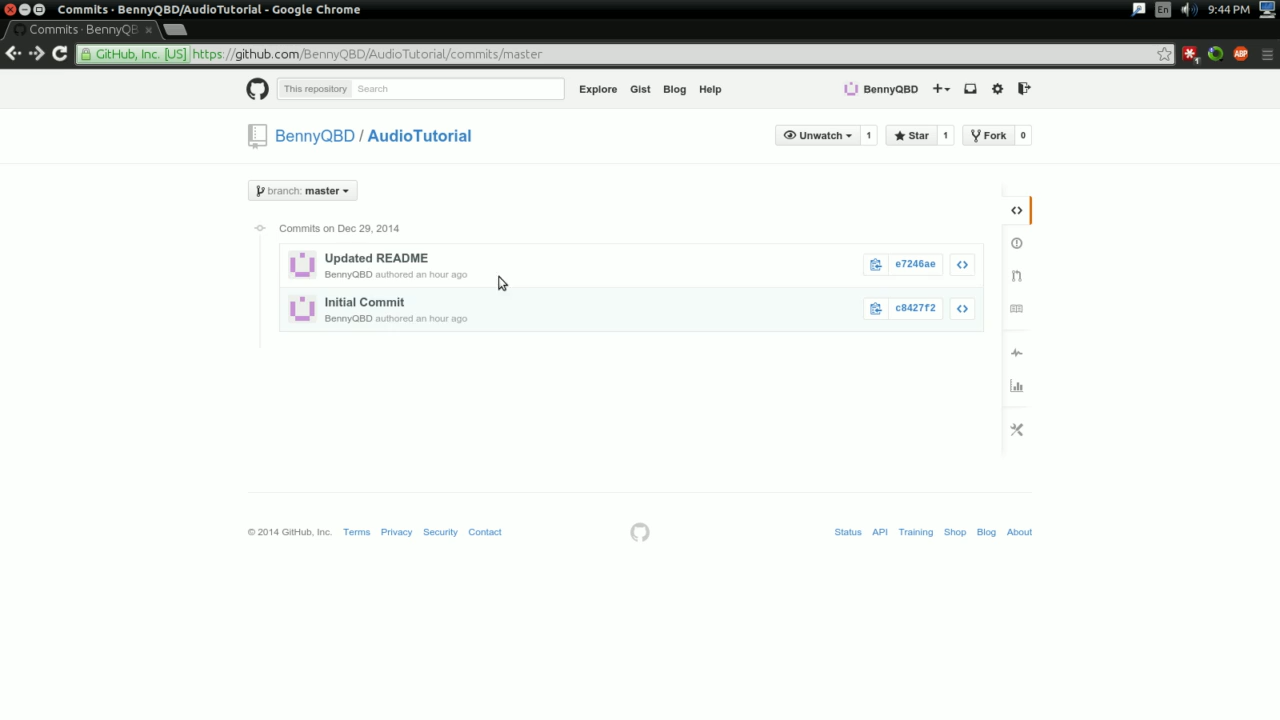 Commits · BennyQBD/AudioTutorial - Google Chrome
En
9:44 PM
Commits · BennyQB
GitHub, Inc. [US] https://github.com/BennyQBD/AudioTutorial/commits/master
1
ABP
This repository Search Explore Gist Blog Help BennyQBD
BennyQBD / AudioTutorial
Unwatch 1 Star 1 Fork 0
branch: master
Commits on Dec 29, 2014
Updated README
BennyQBD authored an hour ago
e7246ae
Initial Commit
BennyQBD authored an hour ago
c8427f2
© 2014 GitHub, Inc. Terms Privacy Security Contact
Status API Training Shop Blog About